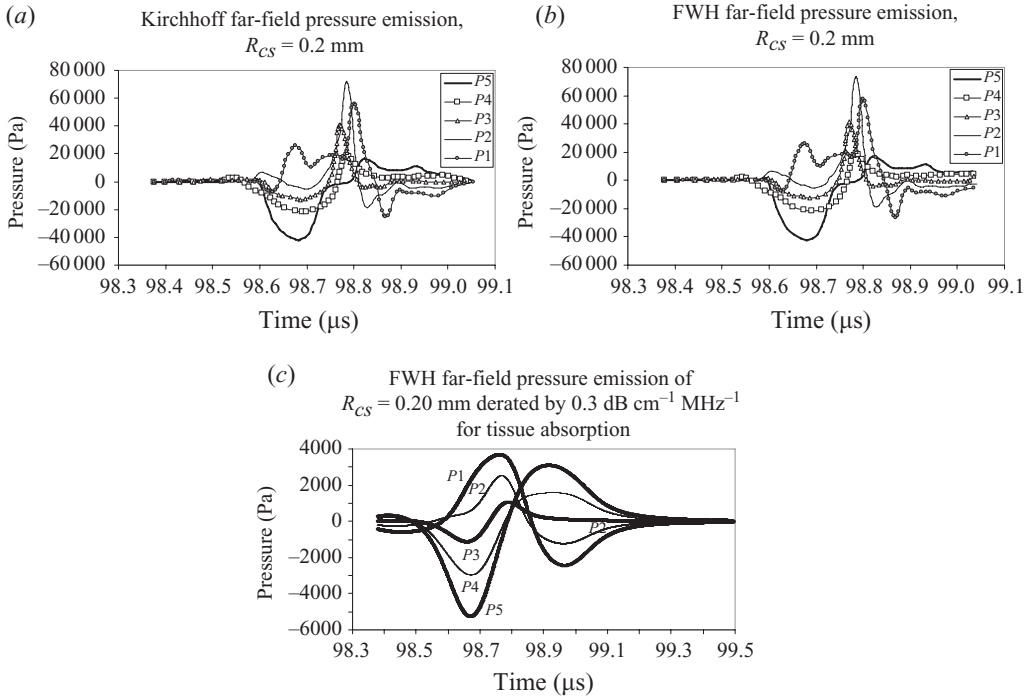 (a)
Kirchhoff far-field pressure emission,
R_CS = 0.2 mm
80 000
60 000
40 000
20 000
0
–20 000
–40 000
–60 000
Pressure (Pa)
P5
P4
P3
P2
P1
98.3 98.4 98.5 98.6 98.7 98.8 98.9 99.0 99.1
Time (μs)
(b)
FWH far-field pressure emission,
R_CS = 0.2 mm
80 000
60 000
40 000
20 000
0
–20 000
–40 000
–60 000
Pressure (Pa)
P5
P4
P3
P2
P1
98.3 98.4 98.5 98.6 98.7 98.8 98.9 99.0 99.1
Time (μs)
(c)
FWH far-field pressure emission of
R_CS = 0.20 mm derated by 0.3 dB cm⁻¹ MHz⁻¹
for tissue absorption
4000
2000
0
–2000
–4000
–6000
Pressure (Pa)
P1
P2
P2
P3
P4
P5
98.3 98.5 98.7 98.9 99.1 99.3 99.5
Time (μs)